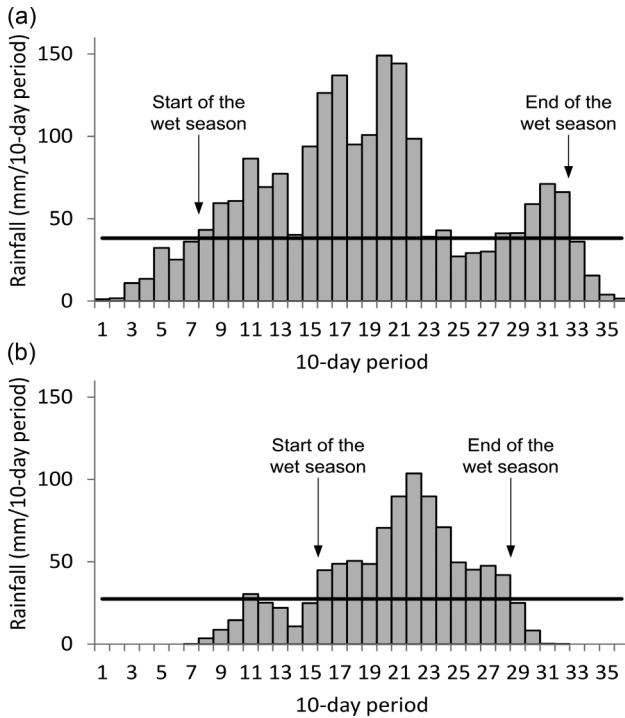 (a)
Rainfall (mm/10-day period)
150
100
50
0
Start of the
wet season
End of the
wet season
1 3 5 7 9 11 13 15 17 19 21 23 25 27 29 31 33 35
10-day period
(b)
Rainfall (mm/10-day period)
150
100
50
0
Start of the
wet season
End of the
wet season
1 3 5 7 9 11 13 15 17 19 21 23 25 27 29 31 33 35
10-day period